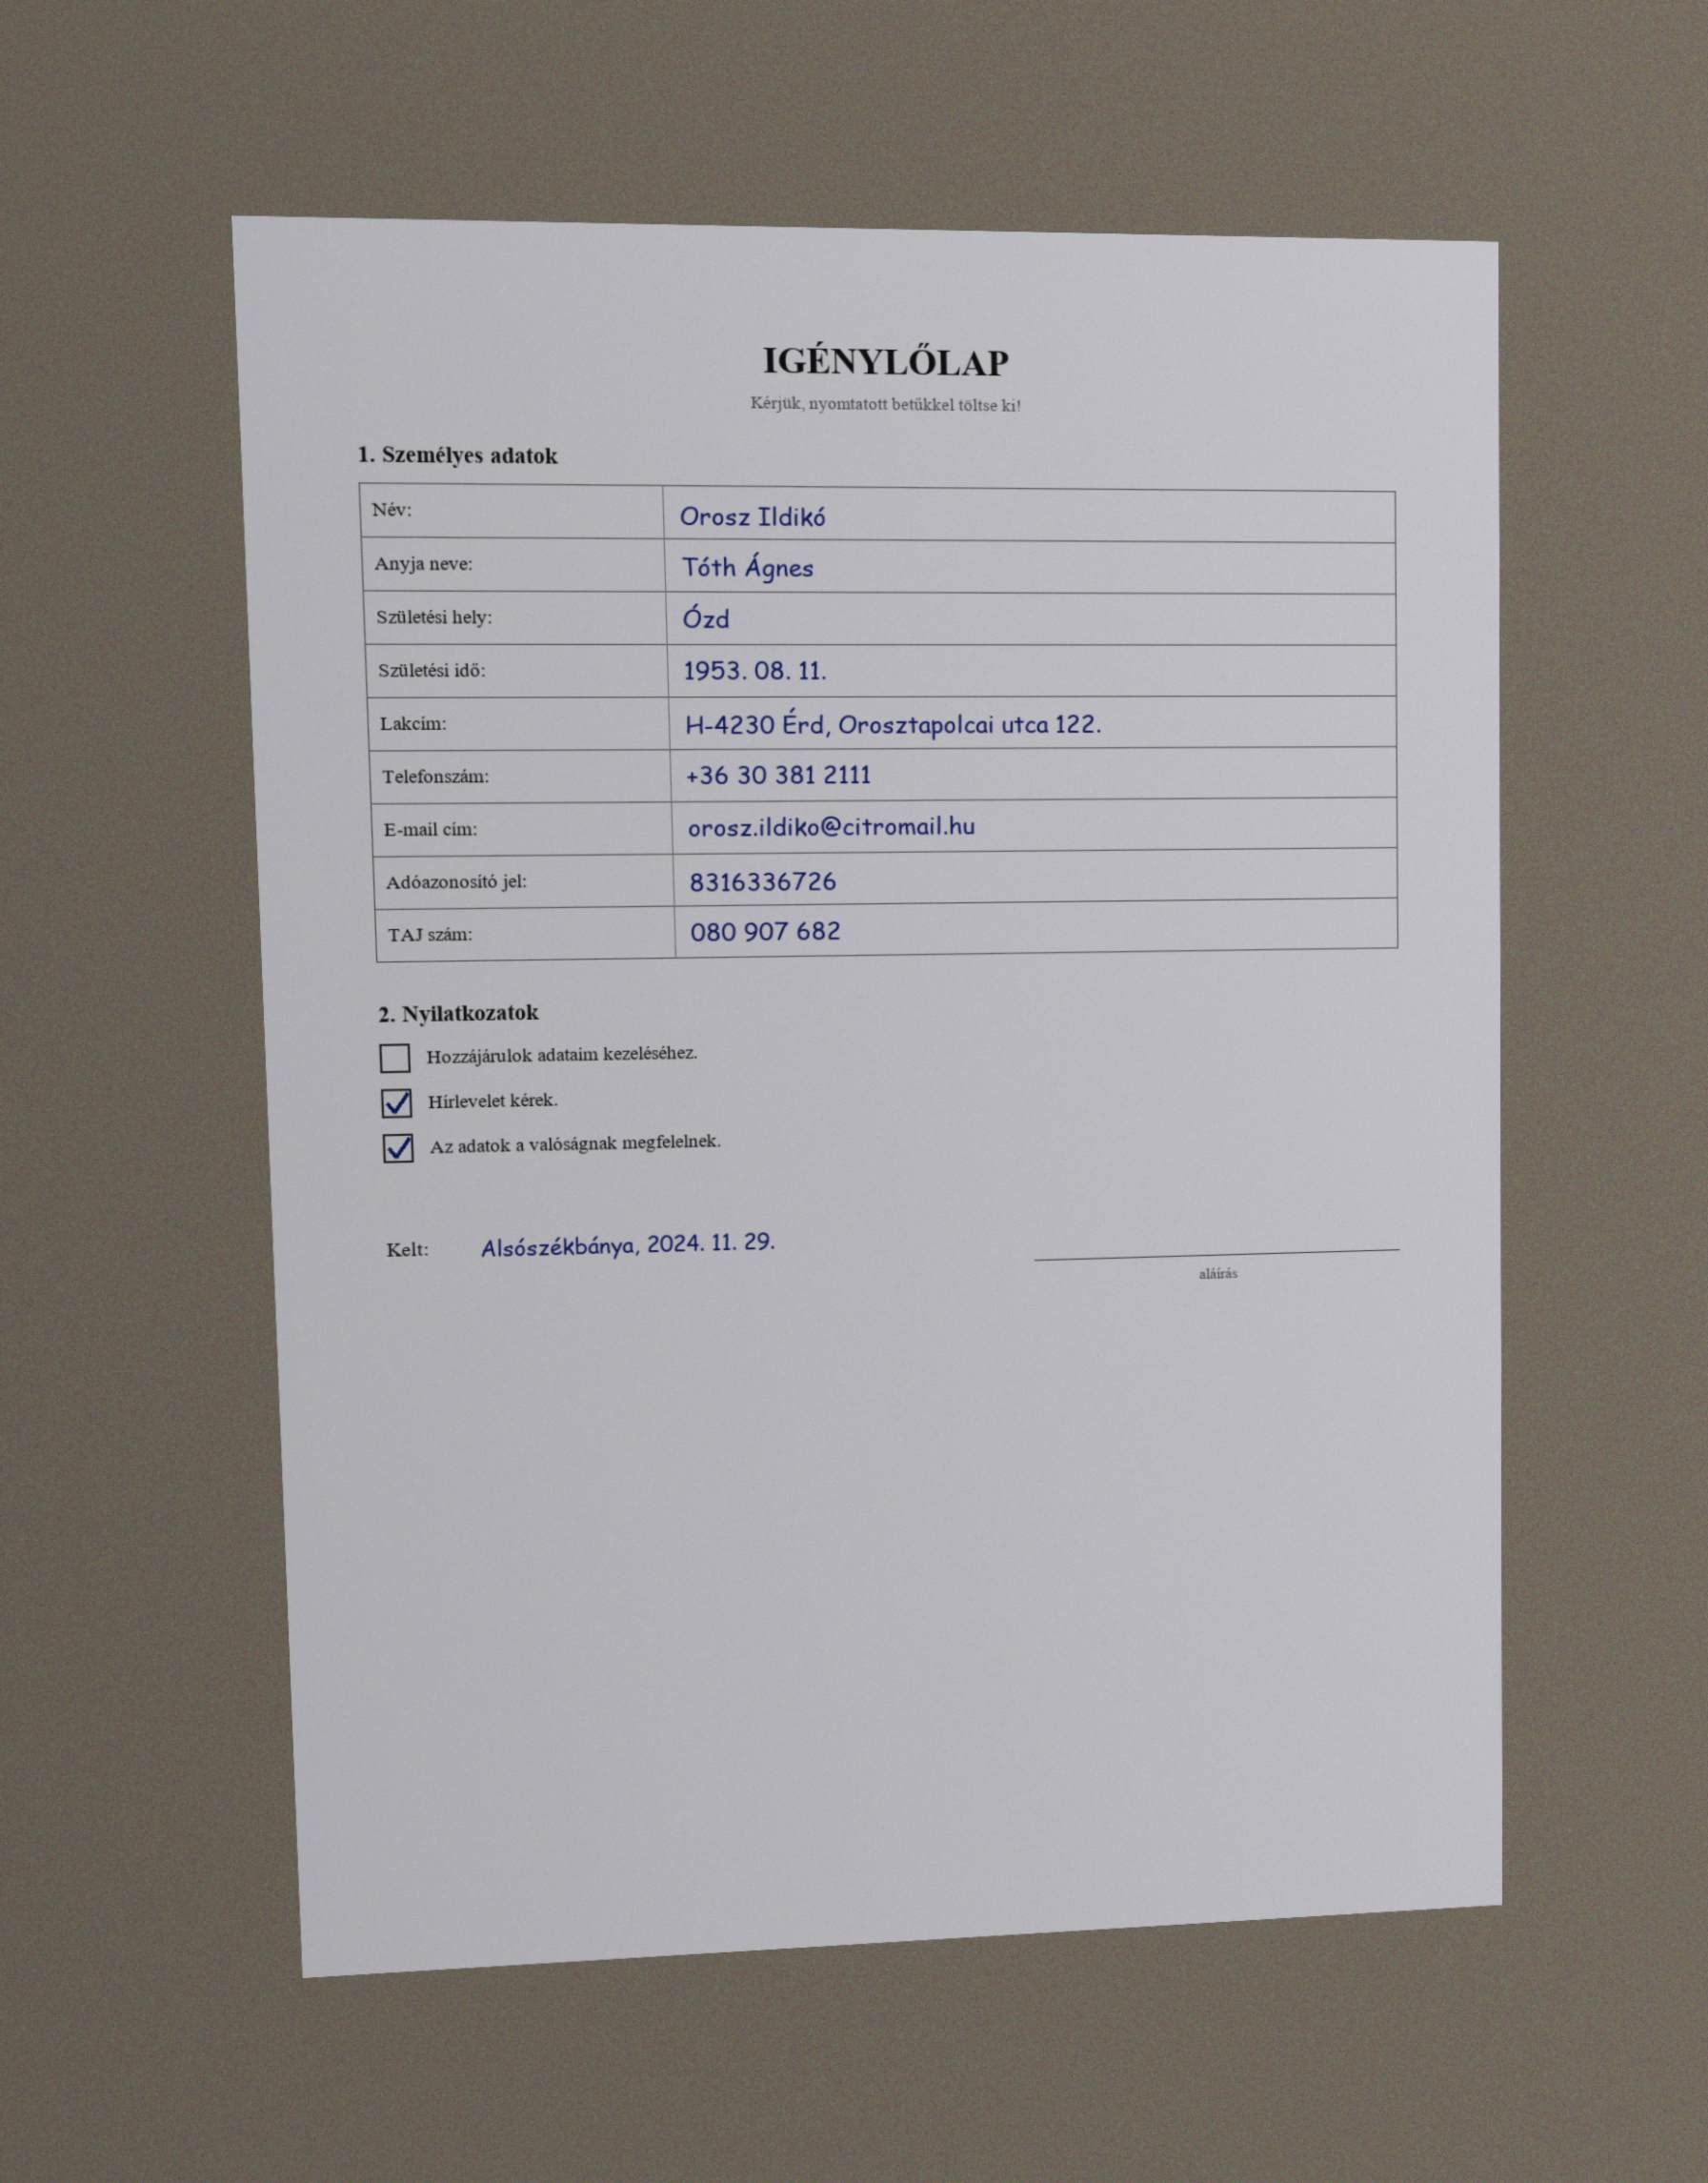 IGÉNYLŐLAP
Kérjük, nyomtatott betűkkel töltse ki!
1. Személyes adatok
Név: Orosz Ildikó
Anyja neve: Tóth Ágnes
Születési hely: Ózd
Születési idő: 1953. 08. 11.
Lakcím: H-4230 Érd, Orosztapolcai utca 122.
Telefonszám: +36 30 381 2111
E-mail cím: orosz.ildiko@citromail.hu
Adóazonosító jel: 8316336726
TAJ szám: 080 907 682
2. Nyilatkozatok
Hozzájárulok adataim kezeléséhez.
Hírlevelet kérek.
Az adatok a valóságnak megfelelnek.
Kelt: Alsószékbánya, 2024. 11. 29.
aláírás